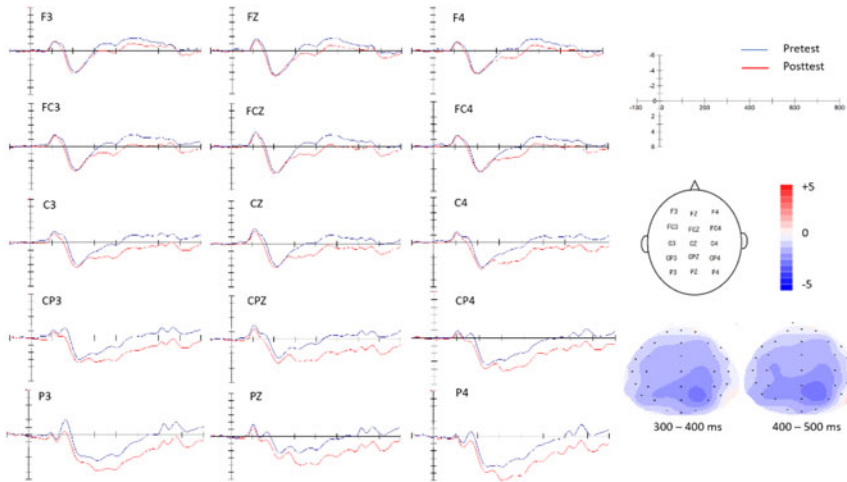 F3
FZ
F4
FC3
FCZ
FC4
C3
CZ
C4
CP3
CPZ
CP4
P3
PZ
P4
Pretest
Posttest
-6
-4
-2
-100
0
200
400
600
800
2
4
6
8
F3 FZ F4
FC3 FCZ FC4
C3 CZ C4
CP3 CPZ CP4
P3 PZ P4
+5
0
-5
300 – 400 ms
400 – 500 ms